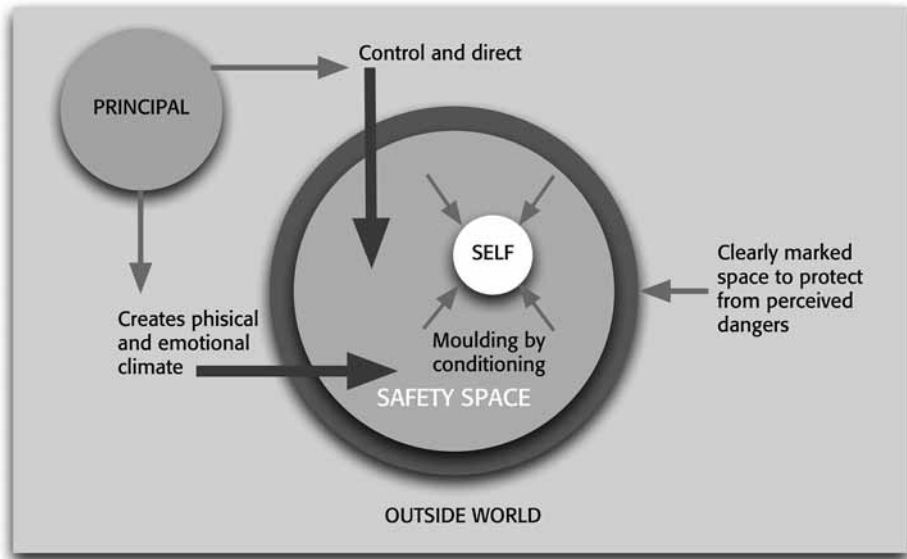 Control and direct
PRINCIPAL
SELF
Clearly marked
space to protect
from perceived
dangers
Creates phisical
and emotional
climate
Moulding by
conditioning
SAFETY SPACE
OUTSIDE WORLD